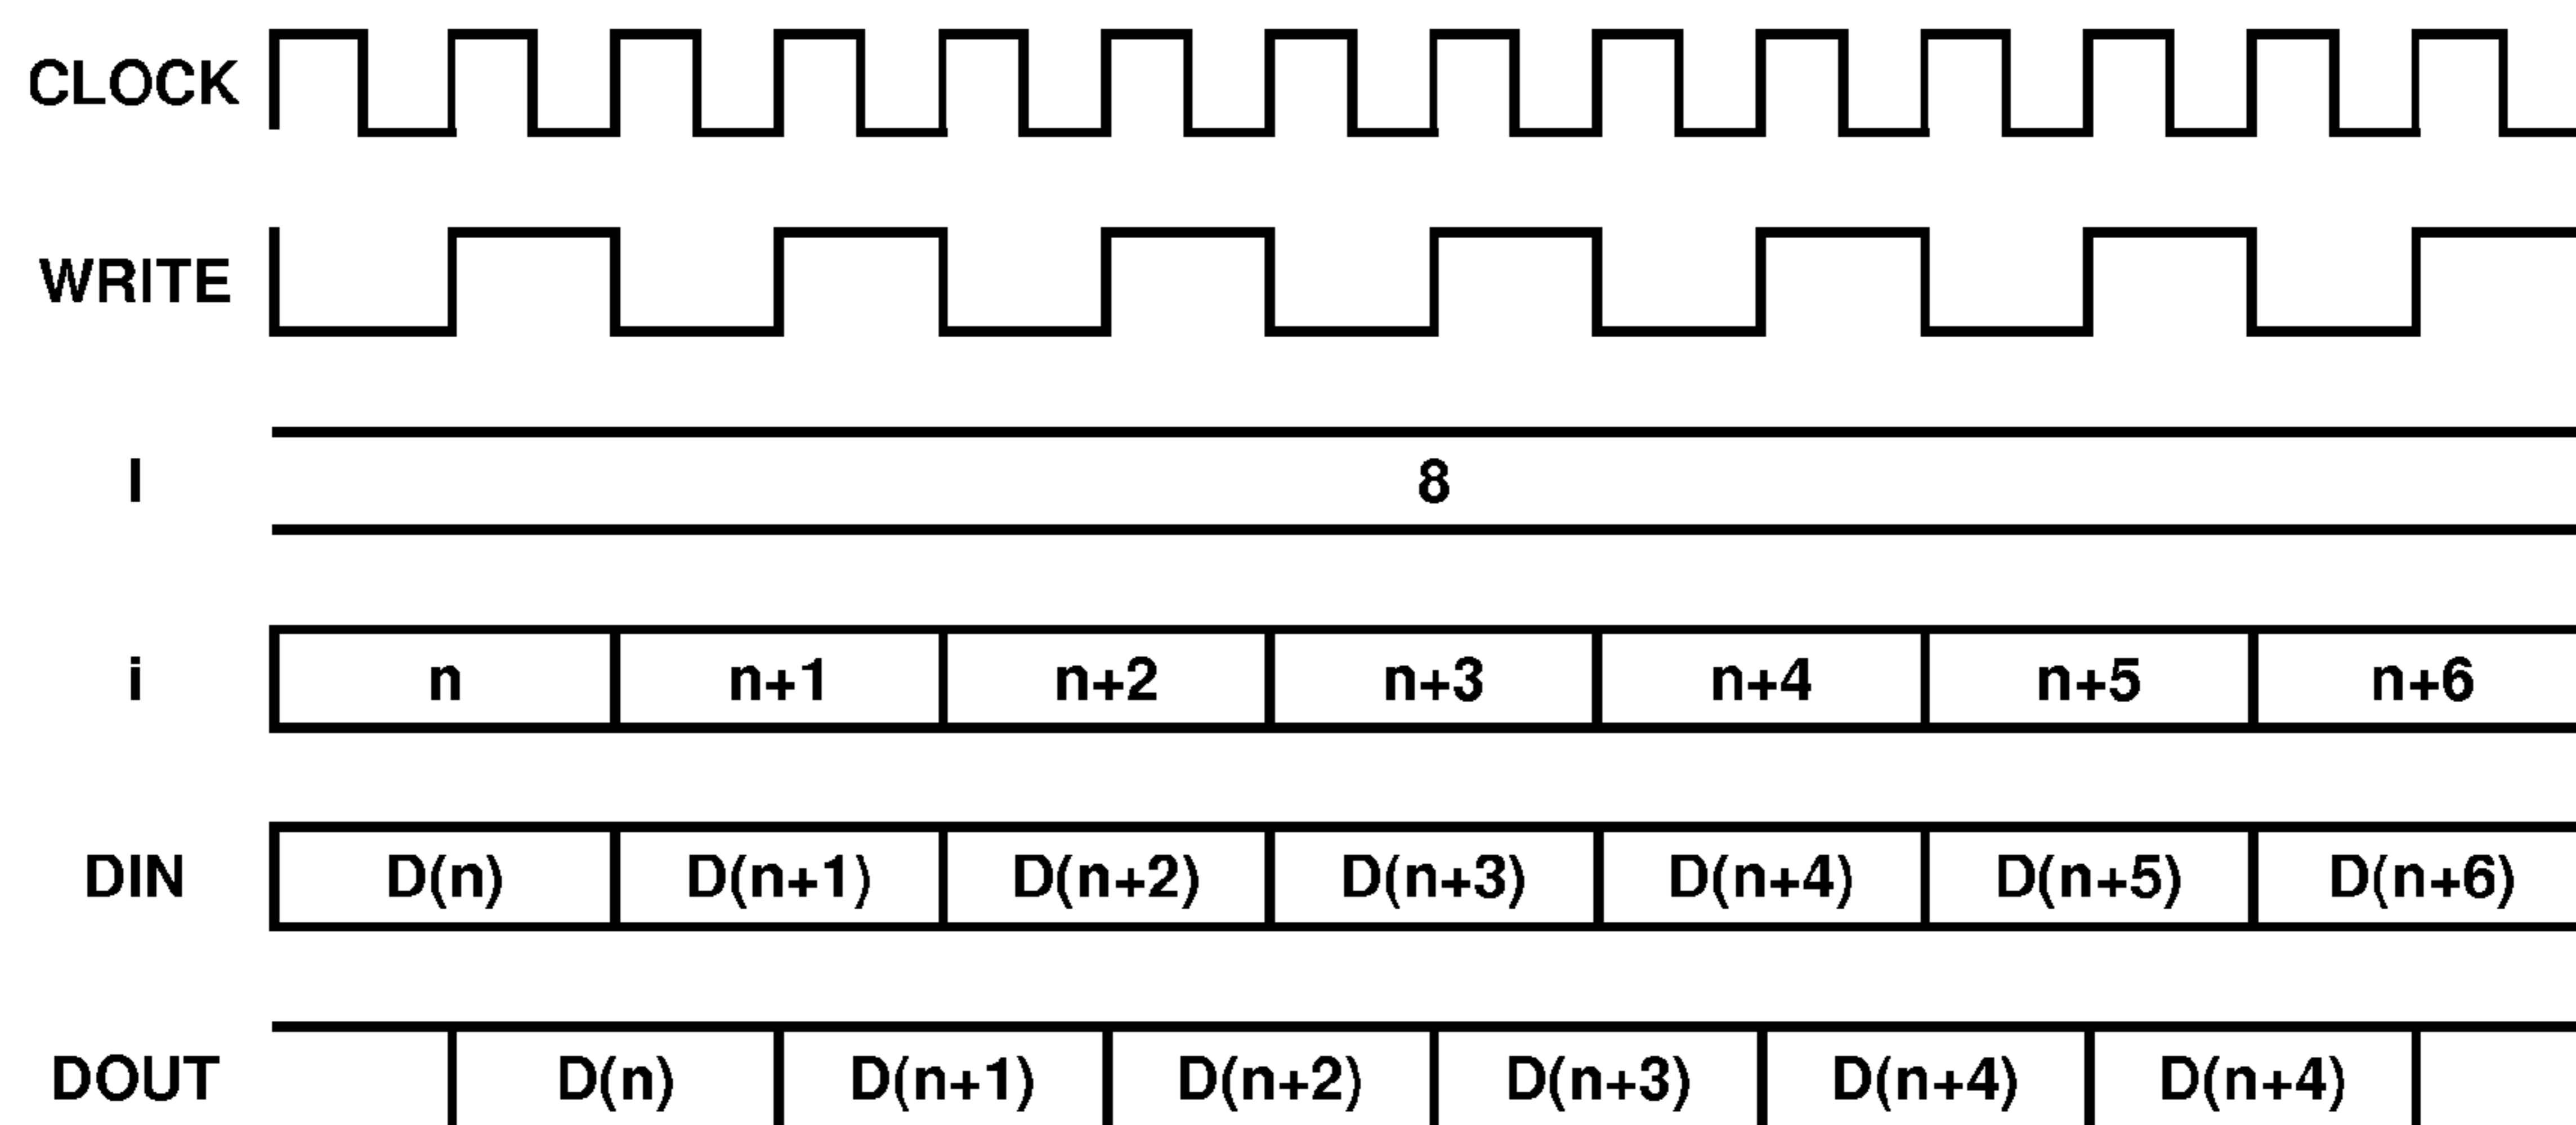 CLOCK
WRITE
I 8
i n n+1 n+2 n+3 n+4 n+5 n+6
DIN D(n) D(n+1) D(n+2) D(n+3) D(n+4) D(n+5) D(n+6)
DOUT D(n) D(n+1) D(n+2) D(n+3) D(n+4) D(n+4)